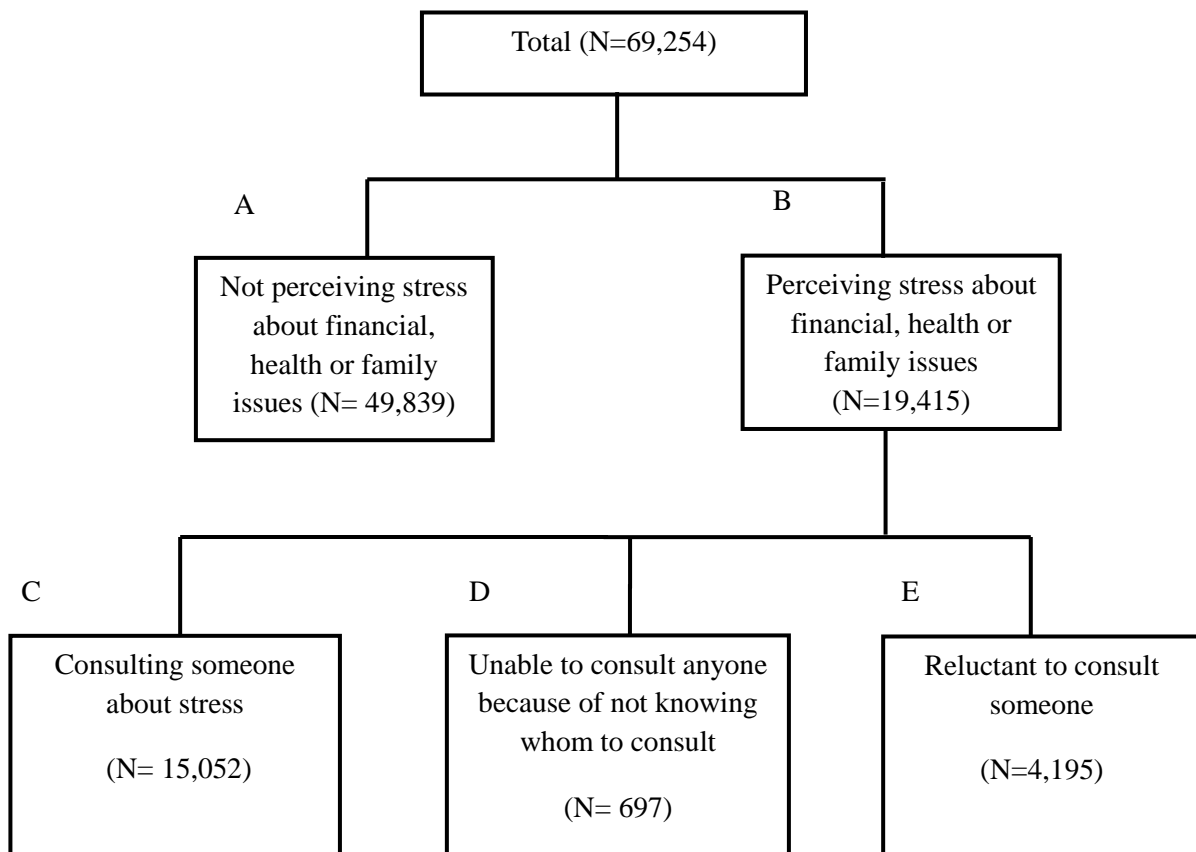 Total (N=69,254)
A
B
Not perceiving stress
about financial,
health or family
issues (N= 49,839)
Perceiving stress about
financial, health or
family issues
(N=19,415)
C
D
E
Consulting someone
about stress
(N= 15,052)
Unable to consult anyone
because of not knowing
whom to consult
(N= 697)
Reluctant to consult
someone
(N=4,195)